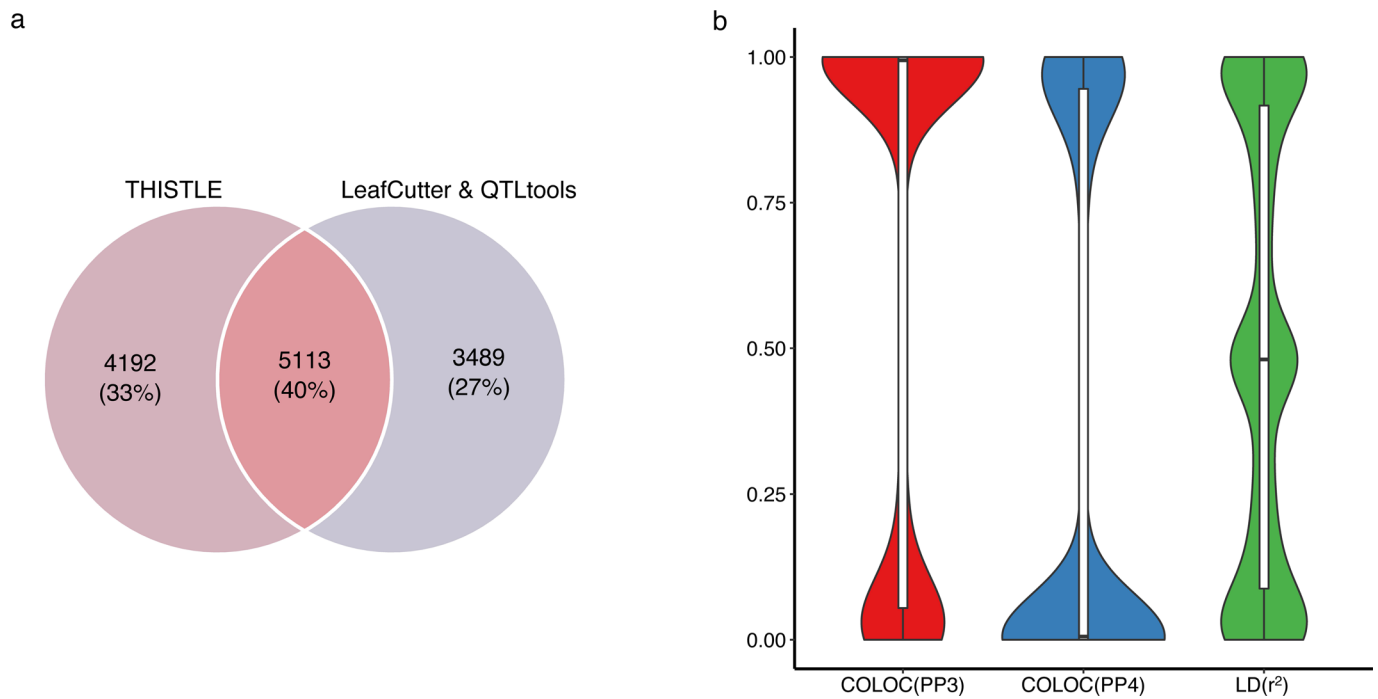 a
THISTLE
LeafCutter & QTLtools
4192
(33%)
5113
(40%)
3489
(27%)
b
1.00
0.75
0.50
0.25
0.00
COLOC(PP3)
COLOC(PP4)
LD(r²)